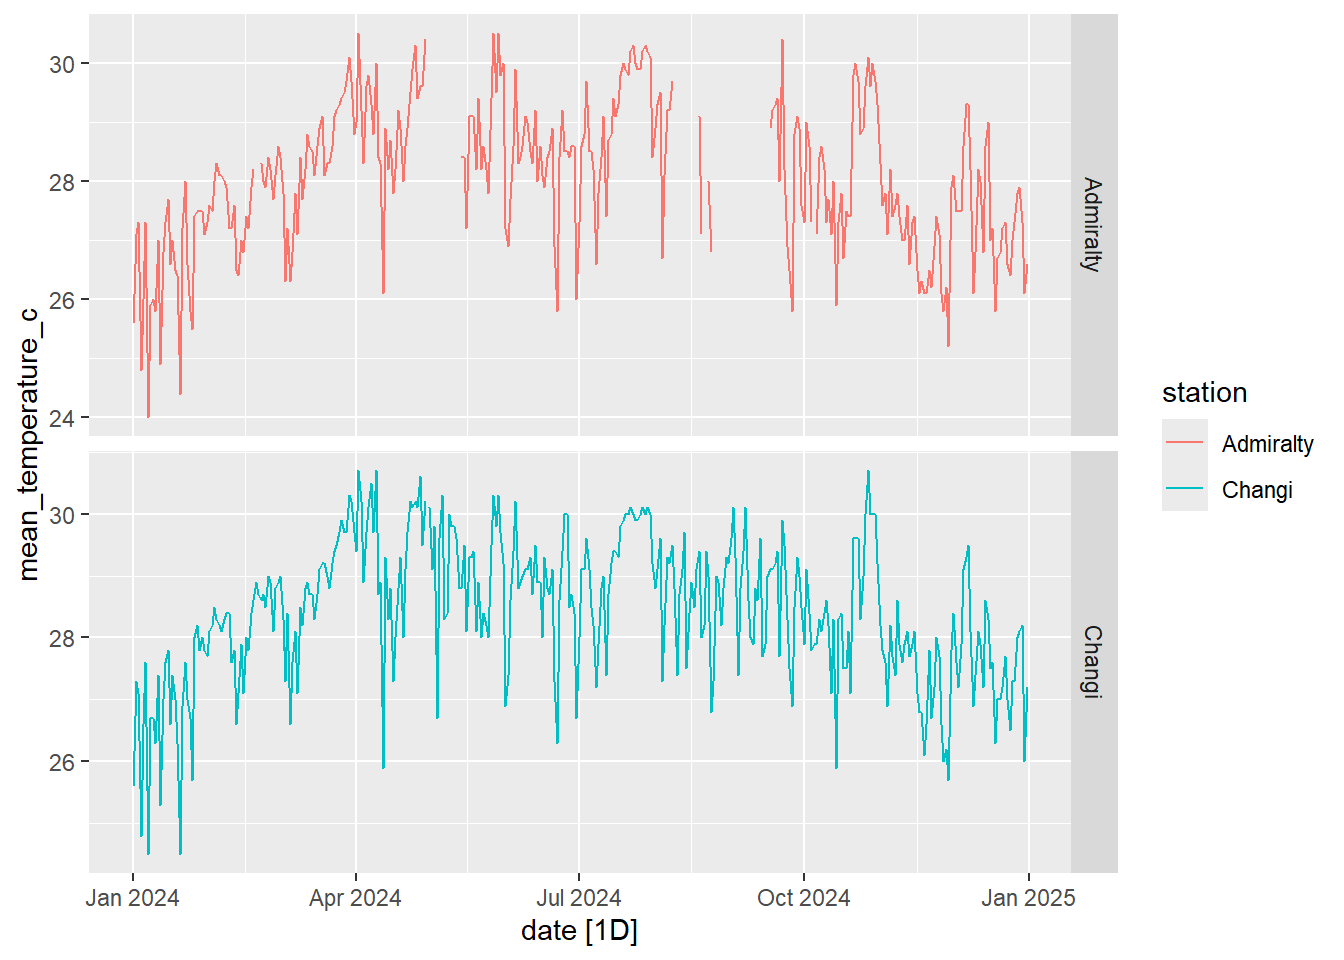 mean_temperature_c
30
28
26
24
Admiralty
30
28
26
Changi
Jan 2024
Apr 2024
Jul 2024
Oct 2024
Jan 2025
date [1D]
station
Admiralty
Changi